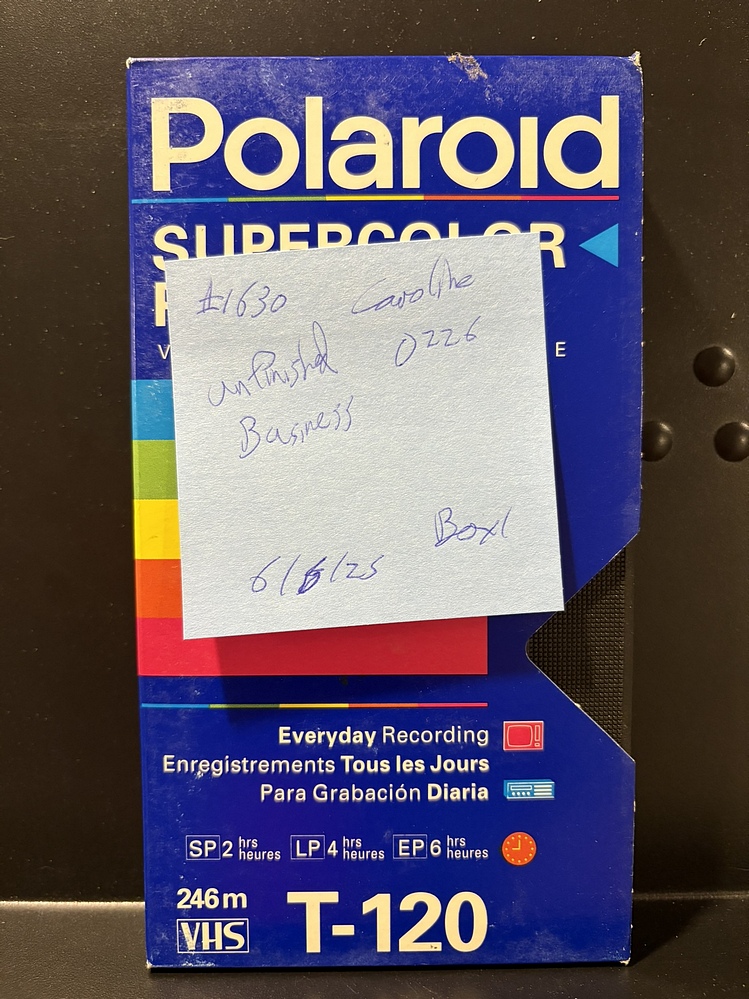 Polaroid
SUPERCOLOR
#1630 Caroline
unfinished 0226
Business
Box1
6/6/25
Everyday Recording
Enregistrements Tous les Jours
Para Grabación Diaria
SP 2 hrs heures LP 4 hrs heures EP 6 hrs heures
246 m
VHS T-120